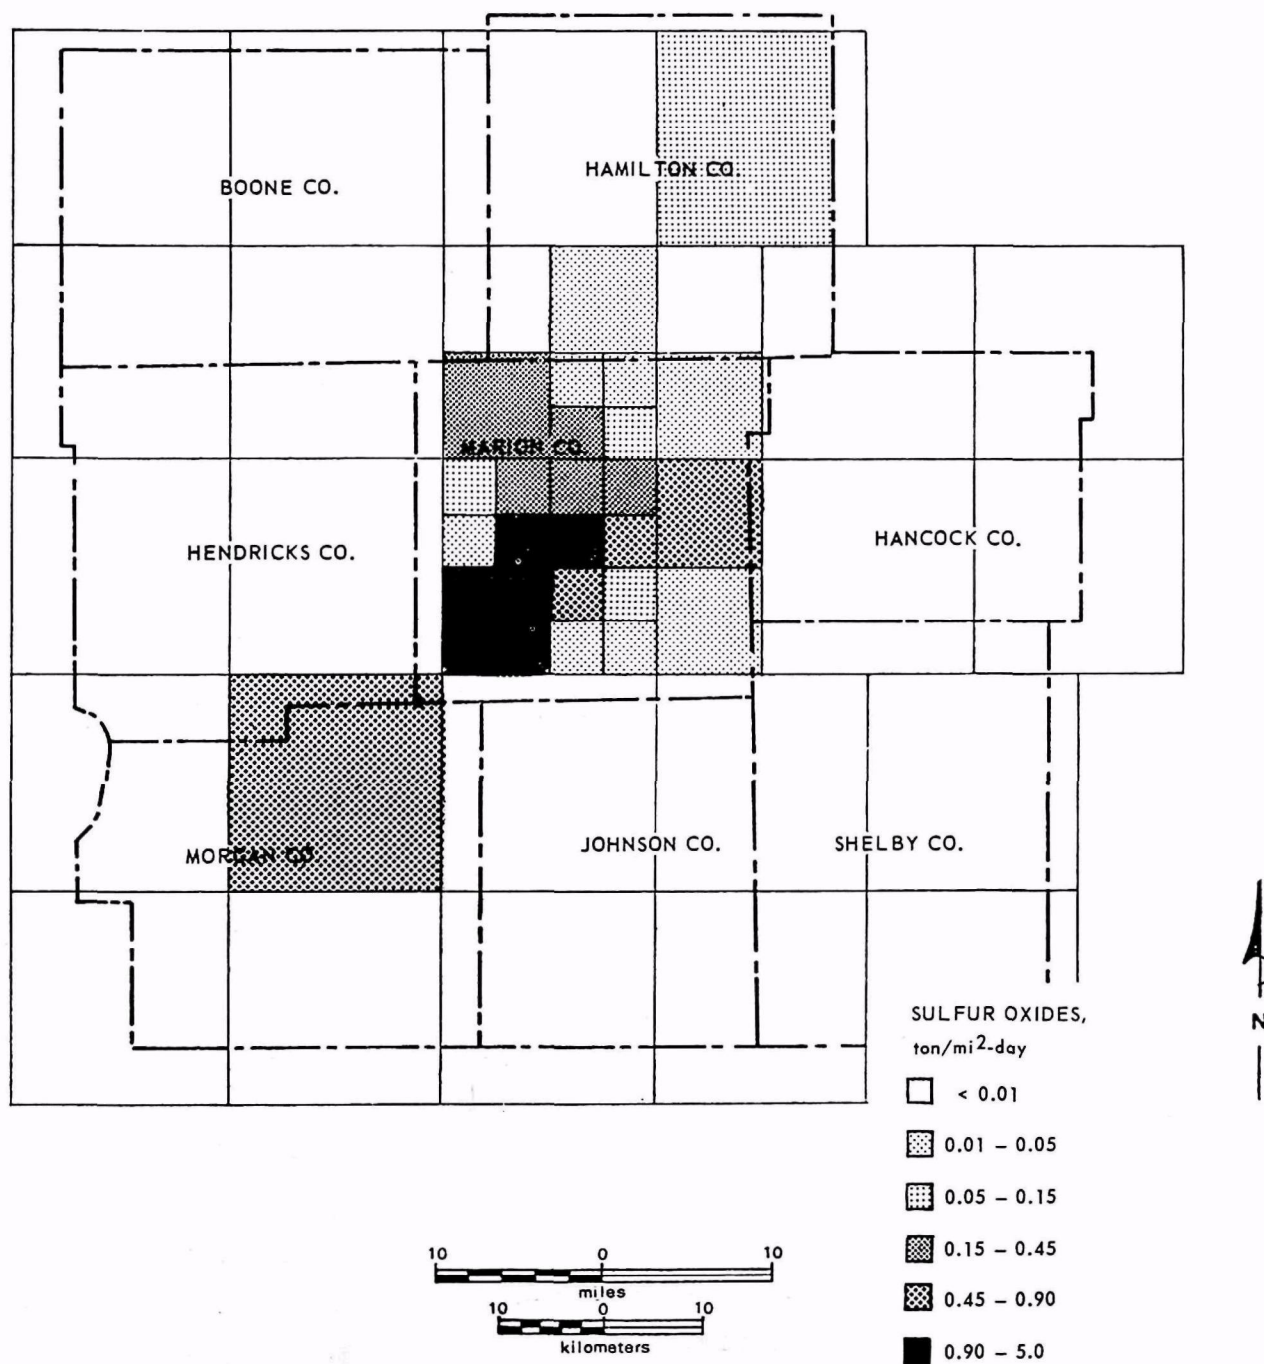 HAMILTON CO.
BOONE CO.
MARION CO.
HENDRICKS CO.
HANCOCK CO.
MORGAN CO.
JOHNSON CO.
SHELBY CO.
N
SULFUR OXIDES,
ton/mi²-day
< 0.01
0.01 – 0.05
0.05 – 0.15
0.15 – 0.45
0.45 – 0.90
0.90 – 5.0
10 0 10
miles
10 0 10
kilometers